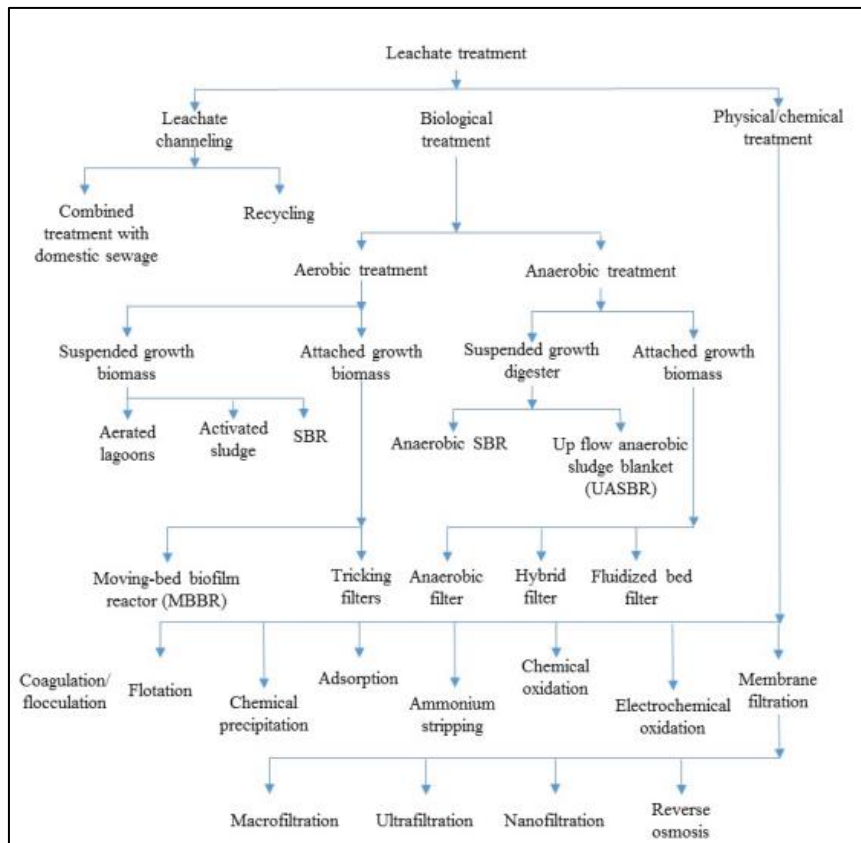 Leachate treatment
Leachate
channeling
Biological
treatment
Physical/chemical
treatment
Combined
treatment with
domestic sewage
Recycling
Aerobic treatment
Anaerobic treatment
Suspended growth
biomass
Attached growth
biomass
Suspended growth
digester
Attached growth
biomass
Aerated
lagoons
Activated
sludge
SBR
Anaerobic SBR
Up flow anaerobic
sludge blanket
(UASBR)
Moving-bed biofilm
reactor (MBBR)
Tricking
filters
Anaerobic
filter
Hybrid
filter
Fluidized bed
filter
Coagulation/
flocculation
Flotation
Chemical
precipitation
Adsorption
Ammonium
stripping
Chemical
oxidation
Electrochemical
oxidation
Membrane
filtration
Macrofiltration
Ultrafiltration
Nanofiltration
Reverse
osmosis